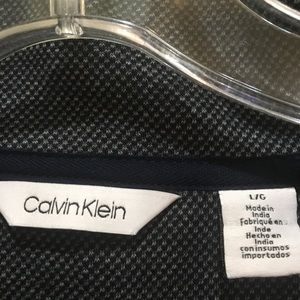 Calvin Klein
L/G
Made in
India
Fabriqué en
Inde
Hecho en
India
con insumos
importados